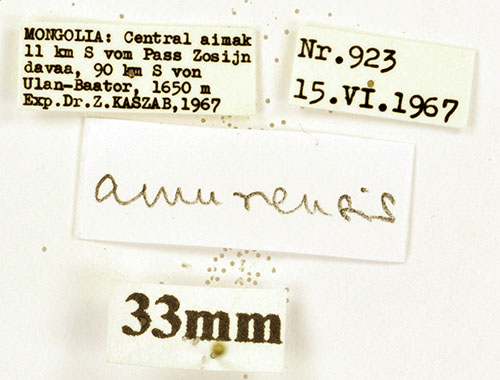 MONGOLIA: Central aimak
11 km S vom Pass Zosijn
davaa, 90 km S von
Ulan-Baator, 1650 m
Exp.Dr.Z.KASZAB,1967
Nr.923
15.VI.1967
amurensis
33mm